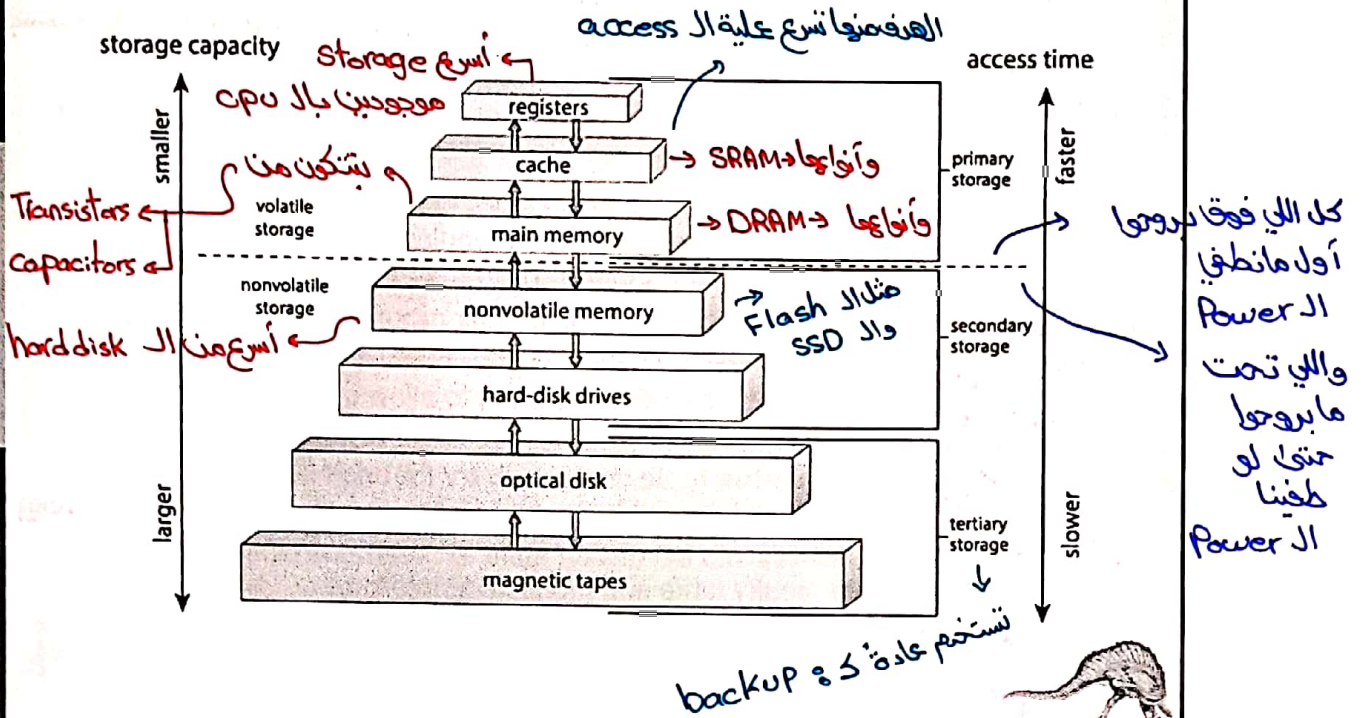 الهدف منها تسرع عملية ال access
storage capacity
access time
أسرع storage
موجودين بال cpu
registers
smaller
faster
cache
وأنواعها → SRAM
primary
storage
بتتكون من
Transistors
capacitors
volatile
storage
main memory
وأنواعها → DRAM
كل اللي فوق بروحوا
أول ما نطفي
ال Power
nonvolatile
storage
nonvolatile memory
مثل ال Flash
وال SSD
secondary
storage
أسرع من ال harddisk
واللي تحت
ما بروحوا
حتى لو
طفينا
ال Power
hard-disk drives
optical disk
larger
slower
tertiary
storage
magnetic tapes
تستخدم عادةً ك : backup